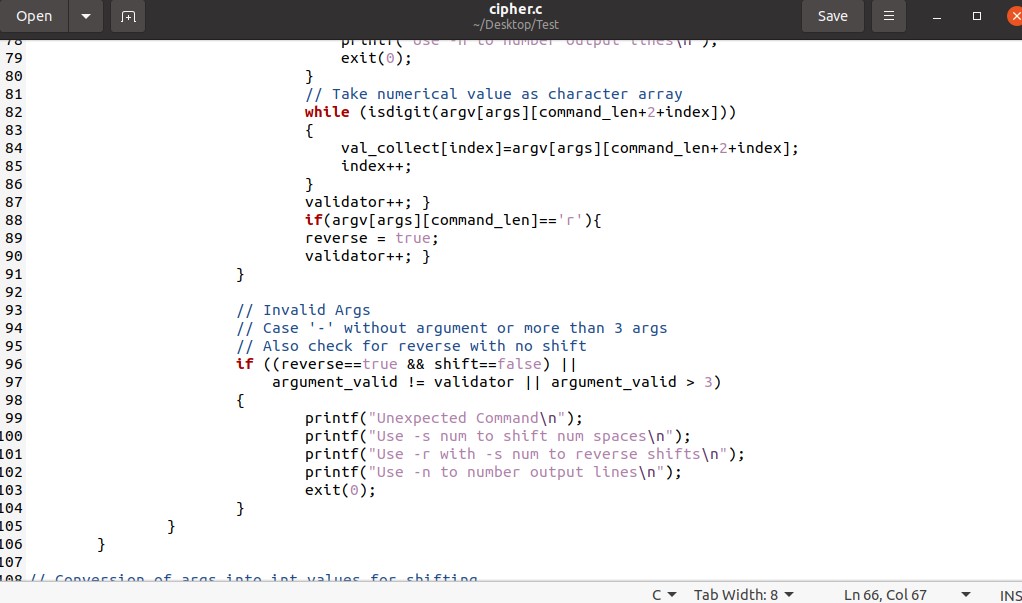 Open
cipher.c
~/Desktop/Test
Save
78 printf("Use -n to number output lines\n");
79 exit(0);
80 }
81 // Take numerical value as character array
82 while (isdigit(argv[args][command_len+2+index]))
83 {
84 val_collect[index]=argv[args][command_len+2+index];
85 index++;
86 }
87 validator++; }
88 if(argv[args][command_len]=='r'){
89 reverse = true;
90 validator++; }
91 }
92
93 // Invalid Args
94 // Case '-' without argument or more than 3 args
95 // Also check for reverse with no shift
96 if ((reverse==true && shift==false) ||
97 argument_valid != validator || argument_valid > 3)
98 {
99 printf("Unexpected Command\n");
100 printf("Use -s num to shift num spaces\n");
101 printf("Use -r with -s num to reverse shifts\n");
102 printf("Use -n to number output lines\n");
103 exit(0);
104 }
105 }
106 }
107
108 // Conversion of args into int values for shifting
C Tab Width: 8 Ln 66, Col 67 INS